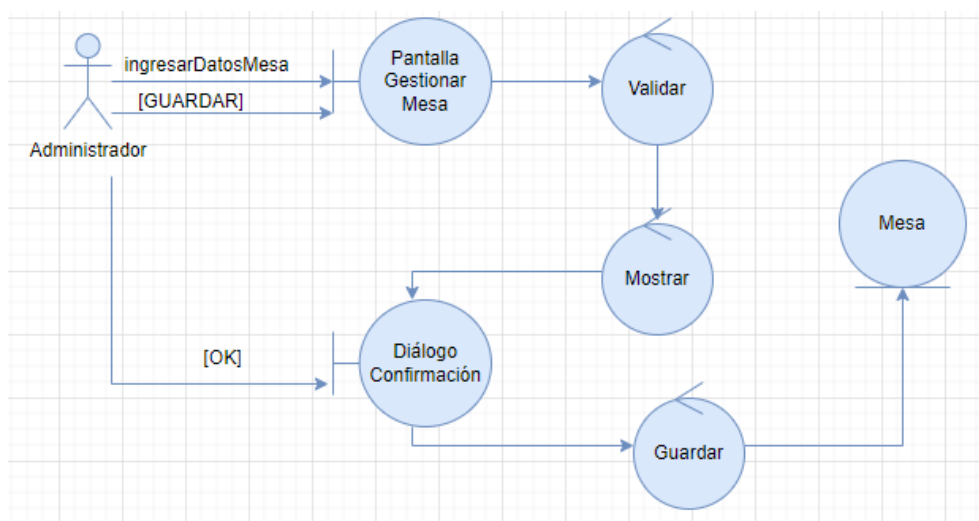 ingresarDatosMesa
[GUARDAR]
Administrador
Pantalla
Gestionar
Mesa
Validar
Mesa
Mostrar
[OK]
Diálogo
Confirmación
Guardar